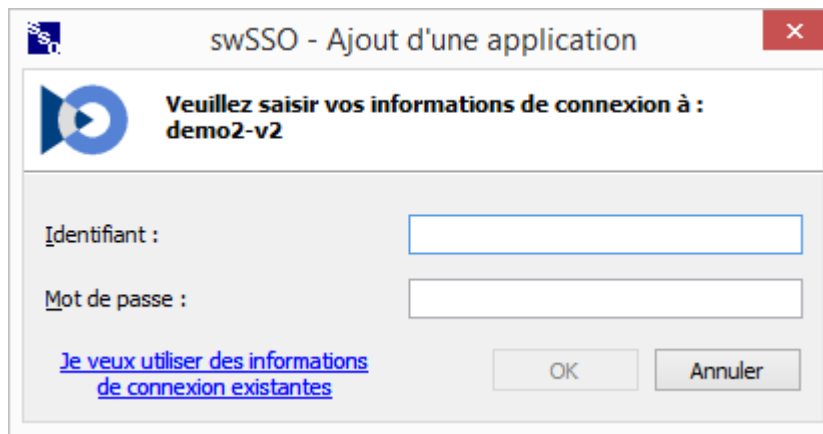 swSSO - Ajout d'une application
Veuillez saisir vos informations de connexion à :
demo2-v2
Identifiant :
Mot de passe :
Je veux utiliser des informations
de connexion existantes
OK
Annuler